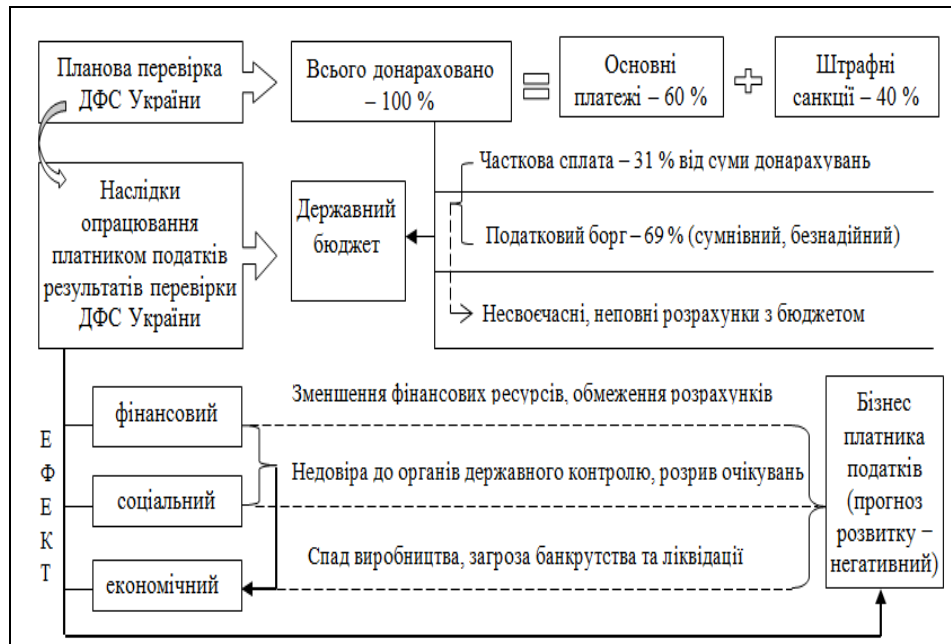 Планова перевірка
ДФС України
Всього донараховано
– 100 %
=
Основні
платежі – 60 %
+
Штрафні
санкції – 40 %
Наслідки
опрацювання
платником податків
результатів перевірки
ДФС України
Державний
бюджет
Часткова сплата – 31 % від суми донарахувань
Податковий борг – 69 % (сумнівний, безнадійний)
Несвоєчасні, неповні розрахунки з бюджетом
ЕФЕКТ
фінансовий
Зменшення фінансових ресурсів, обмеження розрахунків
соціальний
Недовіра до органів державного контролю, розрив очікувань
економічний
Спад виробництва, загроза банкрутства та ліквідації
Бізнес
платника
податків
(прогноз
розвитку –
негативний)